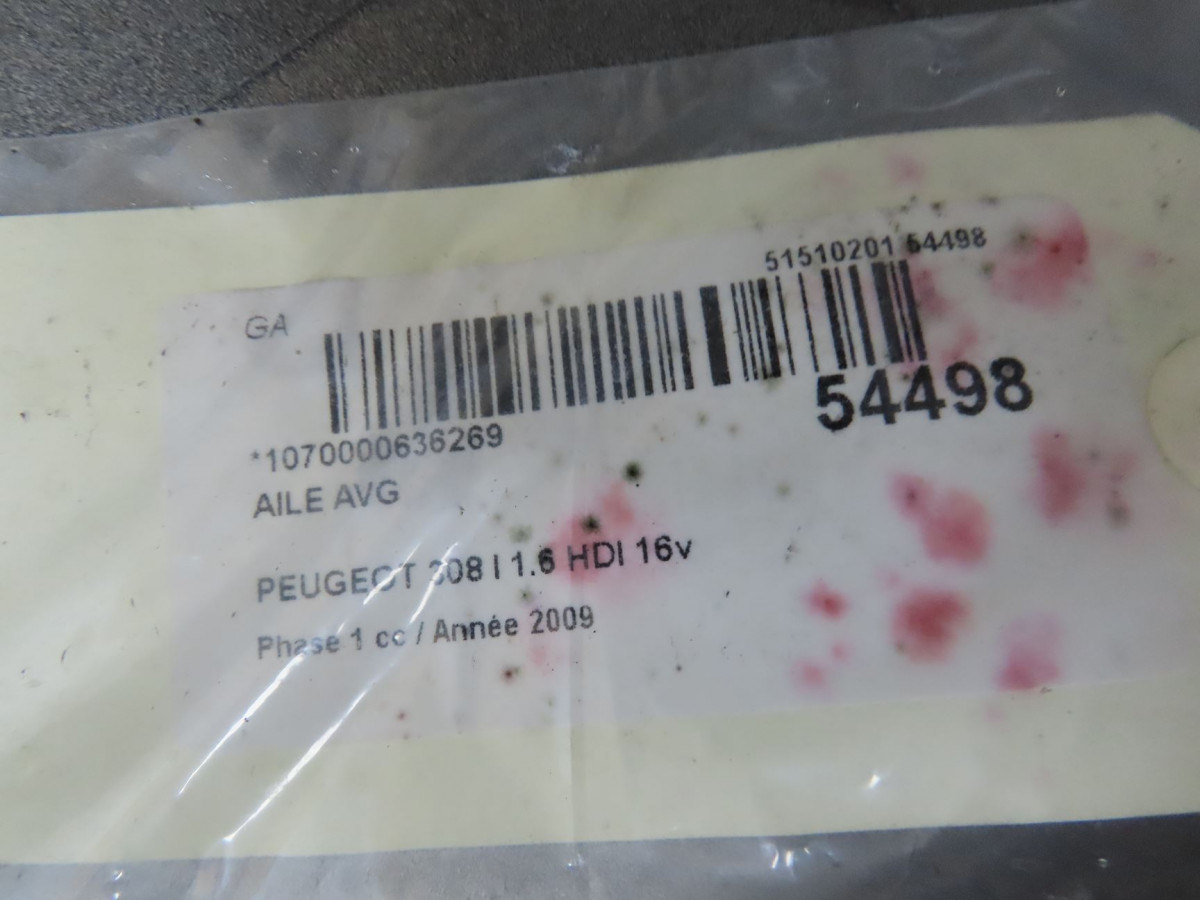 51510201 54498
GA
54498
*1070000636269
AILE AVG
PEUGEOT 308 I 1.6 HDI 16v
Phase 1 cc / Année 2009